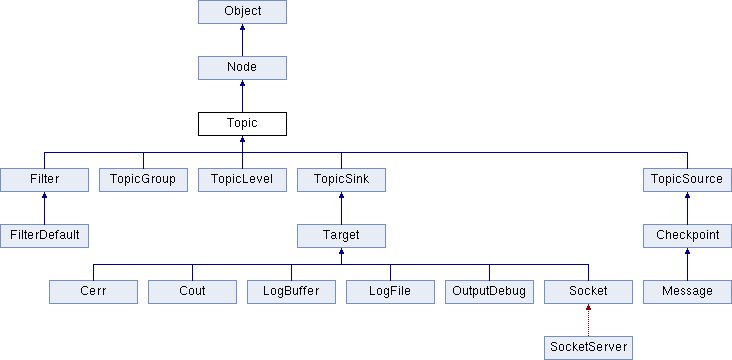 Object
Node
Topic
Filter
TopicGroup
TopicLevel
TopicSink
TopicSource
FilterDefault
Target
Checkpoint
Cerr
Cout
LogBuffer
LogFile
OutputDebug
Socket
Message
SocketServer